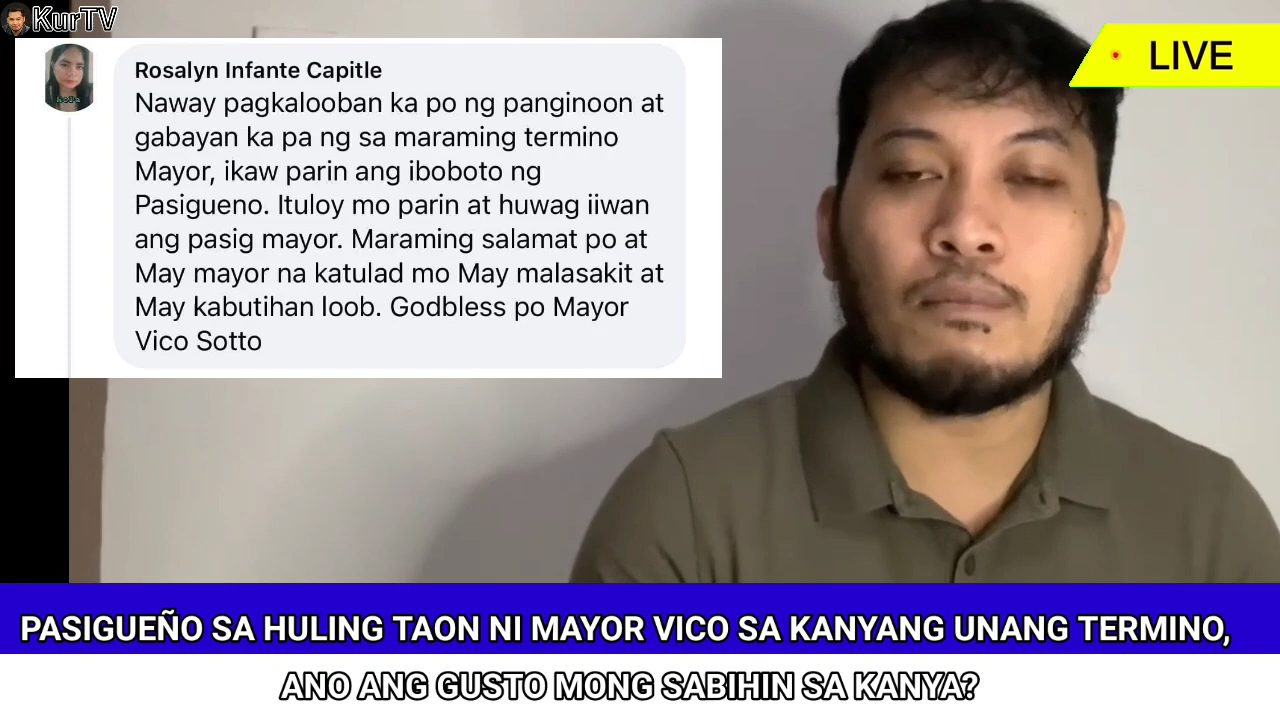 KurTV
LIVE
Rosalyn Infante Capitle
Naway pagkalooban ka po ng panginoon at
gabayan ka pa ng sa maraming termino
Mayor, ikaw parin ang iboboto ng
Pasigueno. Ituloy mo parin at huwag iiwan
ang pasig mayor. Maraming salamat po at
May mayor na katulad mo May malasakit at
May kabutihan loob. Godbless po Mayor
Vico Sotto
PASIGUEÑO SA HULING TAON NI MAYOR VICO SA KANYANG UNANG TERMINO,
ANO ANG GUSTO MONG SABIHIN SA KANYA?